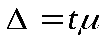 Δ = tμ